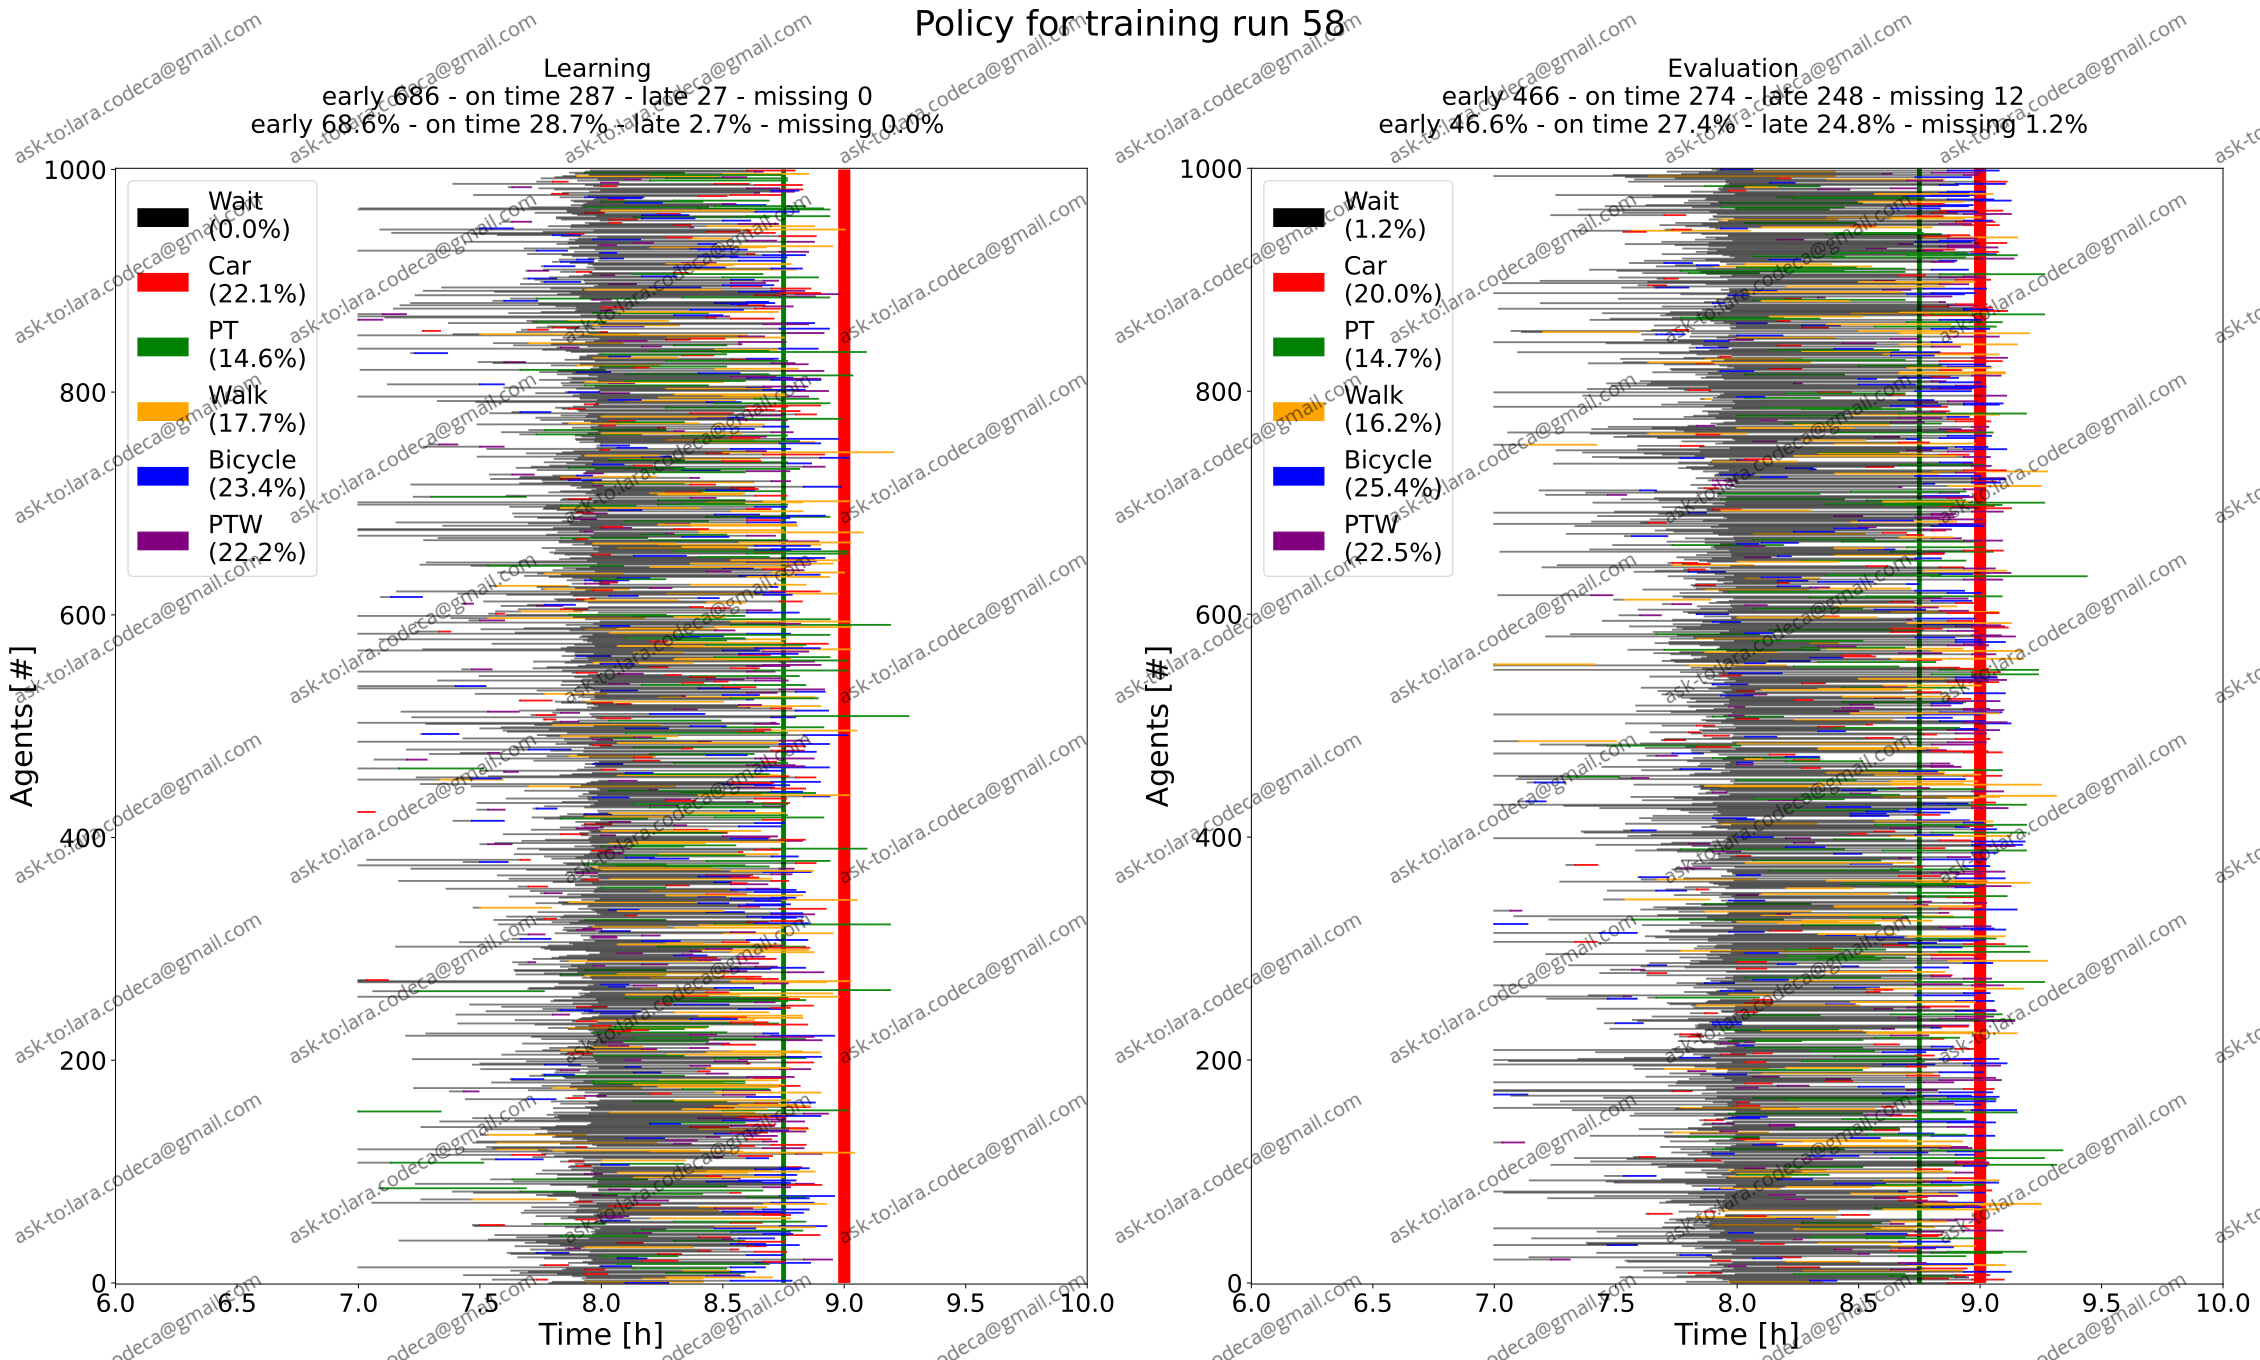 Policy for training run 58
Learning
early 686 - on time 287 - late 27 - missing 0
early 68.6% - on time 28.7% - late 2.7% - missing 0.0%
Evaluation
early 466 - on time 274 - late 248 - missing 12
early 46.6% - on time 27.4% - late 24.8% - missing 1.2%
Wait
(0.0%)
Car
(22.1%)
PT
(14.6%)
Walk
(17.7%)
Bicycle
(23.4%)
PTW
(22.2%)
1000
800
600
400
200
0
Agents [#]
6.0 6.5 7.0 7.5 8.0 8.5 9.0 9.5 10.0
Time [h]
Wait
(1.2%)
Car
(20.0%)
PT
(14.7%)
Walk
(16.2%)
Bicycle
(25.4%)
PTW
(22.5%)
1000
800
600
400
200
0
Agents [#]
6.0 6.5 7.0 7.5 8.0 8.5 9.0 9.5 10.0
Time [h]
ask-to:lara.codeca@gmail.com